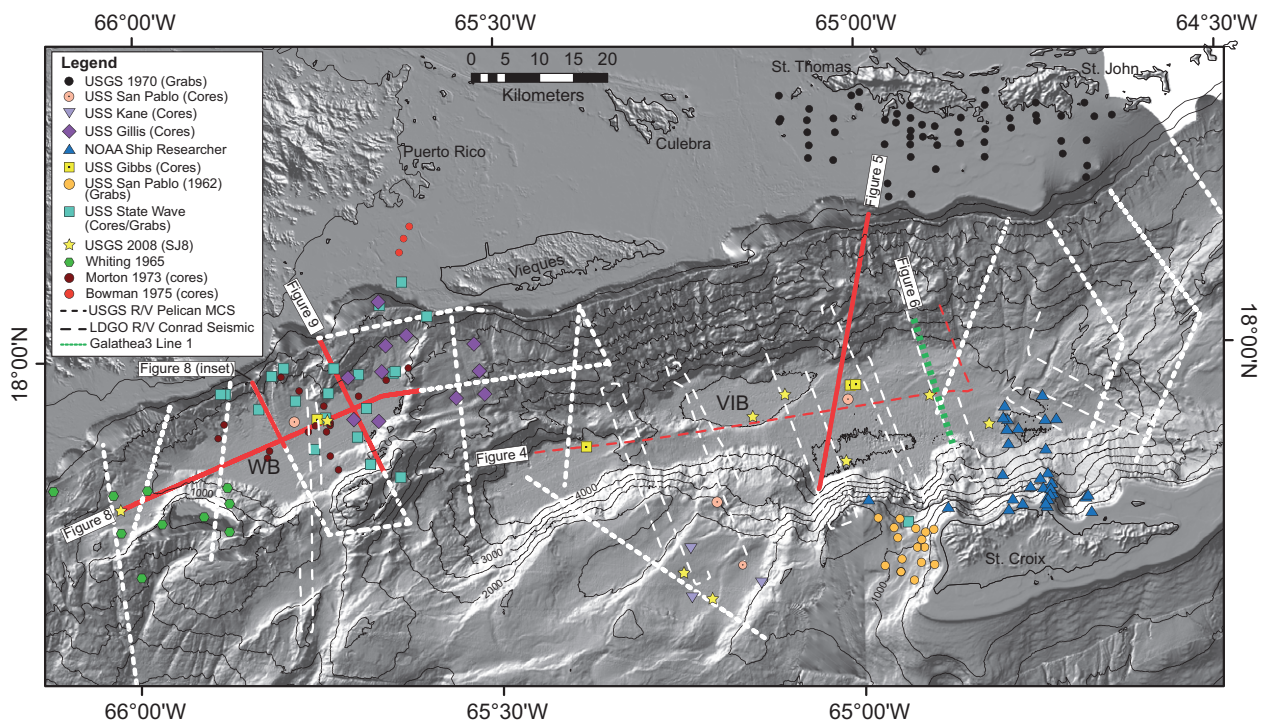 66°00'W
65°30'W
65°00'W
64°30'W
Legend
USGS 1970 (Grabs)
USS San Pablo (Cores)
USS Kane (Cores)
USS Gillis (Cores)
NOAA Ship Researcher
USS Gibbs (Cores)
USS San Pablo (1962)
(Grabs)
USS State Wave
(Cores/Grabs)
USGS 2008 (SJ8)
Whiting 1965
Morton 1973 (cores)
Bowman 1975 (cores)
USGS R/V Pelican MCS
LDGO R/V Conrad Seismic
Galathea3 Line 1
0 5 10 15 20
Kilometers
St. Thomas
St. John
Culebra
Puerto Rico
Vieques
Figure 5
Figure 6
Figure 9
Figure 8 (inset)
18°00'N
18°00'N
VIB
WB
Figure 4
Figure 8
1000
4000
3000
2000
1000
St. Croix
66°00'W
65°30'W
65°00'W